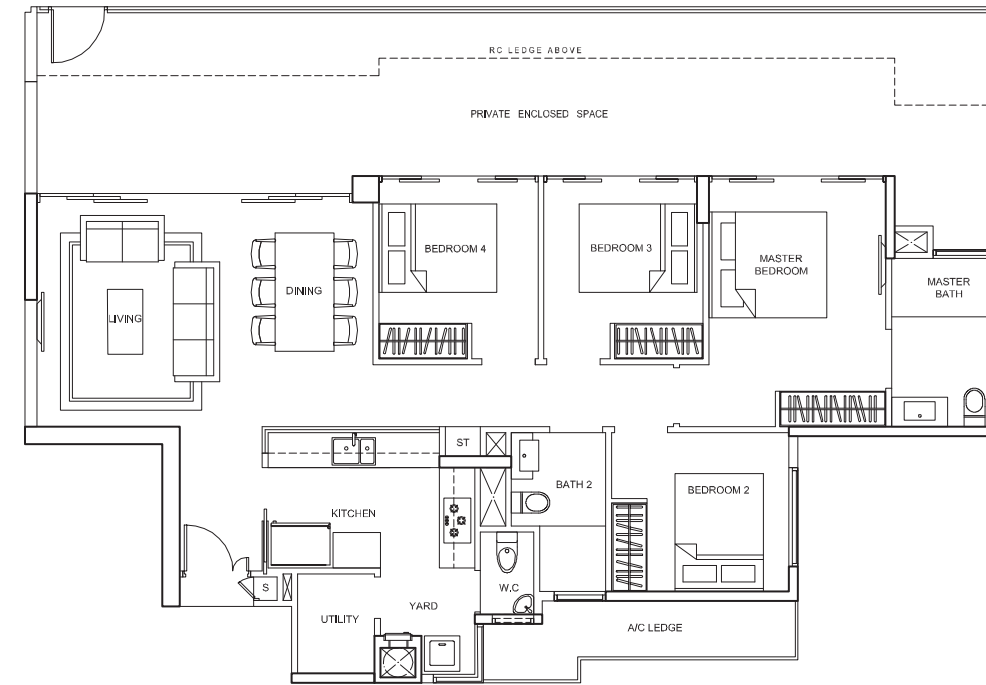 RC LEDGE ABOVE
PRIVATE ENCLOSED SPACE
BEDROOM 4
BEDROOM 3
MASTER
BEDROOM
MASTER
BATH
DINING
LIVING
ST
BATH 2
BEDROOM 2
KITCHEN
W.C
S
YARD
UTILITY
A/C LEDGE